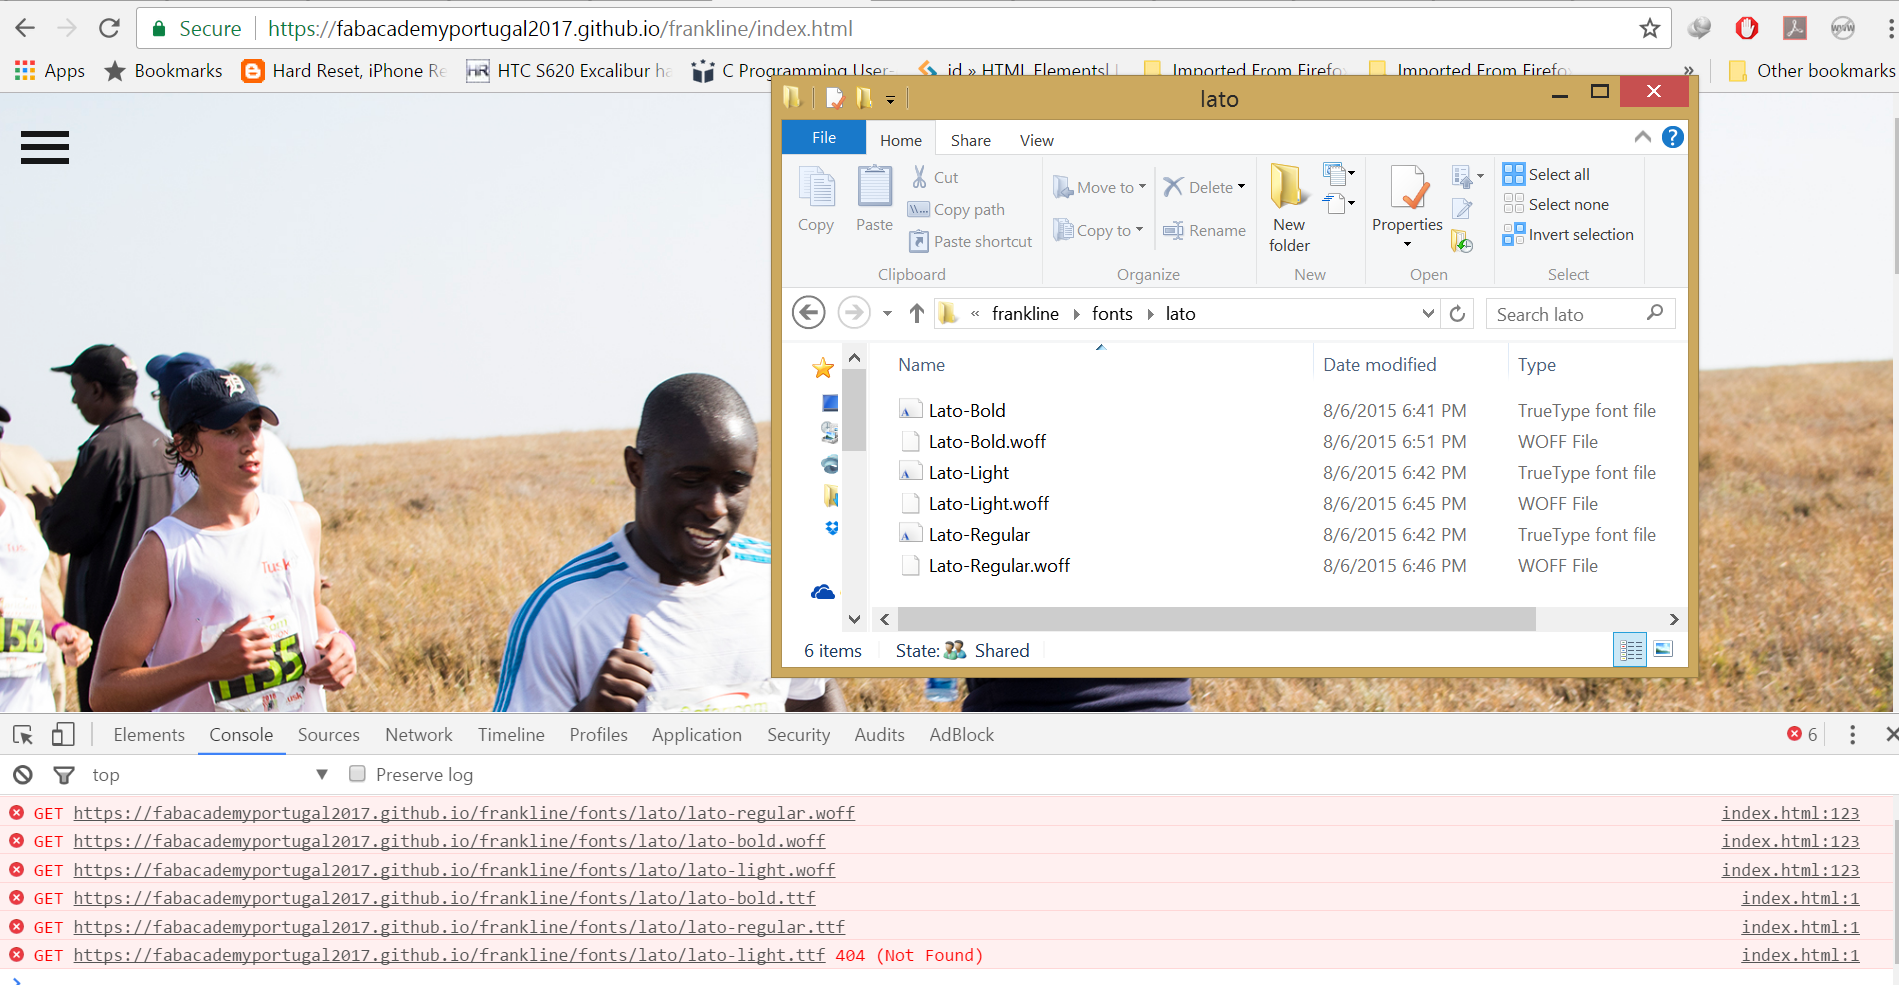 Secure https://fabacademyportugal2017.github.io/frankline/index.html
Apps Bookmarks Hard Reset, iPhone Re HTC S620 Excalibur ha C Programming User- id » HTML Elements| Imported From Firefo Imported From Firefo » Other bookmarks
lato
File Home Share View
Copy
Paste
Cut
Copy path
Paste shortcut
Clipboard
Move to
Copy to
Delete
Rename
Organize
New folder
New
Properties
Open
Select all
Select none
Invert selection
Select
« frankline fonts lato
Search lato
Name Date modified Type
Lato-Bold 8/6/2015 6:41 PM TrueType font file
Lato-Bold.woff 8/6/2015 6:51 PM WOFF File
Lato-Light 8/6/2015 6:42 PM TrueType font file
Lato-Light.woff 8/6/2015 6:45 PM WOFF File
Lato-Regular 8/6/2015 6:42 PM TrueType font file
Lato-Regular.woff 8/6/2015 6:46 PM WOFF File
6 items State: Shared
Tusk
156
1155
Elements Console Sources Network Timeline Profiles Application Security Audits AdBlock 6
top Preserve log
GET https://fabacademyportugal2017.github.io/frankline/fonts/lato/lato-regular.woff index.html:123
GET https://fabacademyportugal2017.github.io/frankline/fonts/lato/lato-bold.woff index.html:123
GET https://fabacademyportugal2017.github.io/frankline/fonts/lato/lato-light.woff index.html:123
GET https://fabacademyportugal2017.github.io/frankline/fonts/lato/lato-bold.ttf index.html:1
GET https://fabacademyportugal2017.github.io/frankline/fonts/lato/lato-regular.ttf index.html:1
GET https://fabacademyportugal2017.github.io/frankline/fonts/lato/lato-light.ttf 404 (Not Found) index.html:1